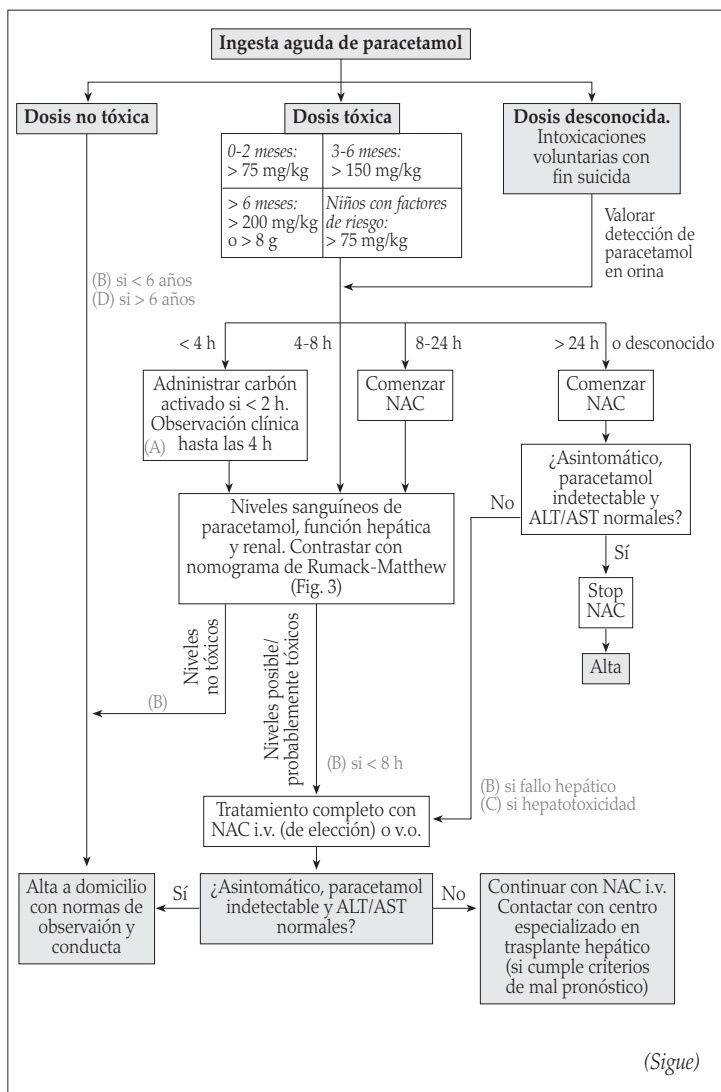 Ingesta aguda de paracetamol
Dosis no tóxica
Dosis tóxica
0-2 meses:
> 75 mg/kg
3-6 meses:
> 150 mg/kg
> 6 meses:
> 200 mg/kg
o > 8 g
Niños con factores
de riesgo:
> 75 mg/kg
Dosis desconocida.
Intoxicaciones
voluntarias con
fin suicida
Valorar
detección de
paracetamol
en orina
(B) si < 6 años
(D) si > 6 años
< 4 h
4-8 h
8-24 h
> 24 h o desconocido
Adninistrar carbón
activado si < 2 h.
Observación clínica
(A) hasta las 4 h
Comenzar
NAC
Comenzar
NAC
¿Asintomático,
paracetamol
indetectable y
ALT/AST normales?
No
Sí
Stop
NAC
Alta
Niveles sanguíneos de
paracetamol, función hepática
y renal. Contrastar con
nomograma de Rumack-Matthew
(Fig. 3)
Niveles
no tóxicos
(B)
Niveles posible/
probablemente tóxicos
(B) si < 8 h
(B) si fallo hepático
(C) si hepatotoxicidad
Tratamiento completo con
NAC i.v. (de elección) o v.o.
¿Asintomático, paracetamol
indetectable y ALT/AST
normales?
Sí
No
Alta a domicilio
con normas de
observaión y
conducta
Continuar con NAC i.v.
Contactar con centro
especializado en
trasplante hepático
(si cumple criterios
de mal pronóstico)
(Sigue)